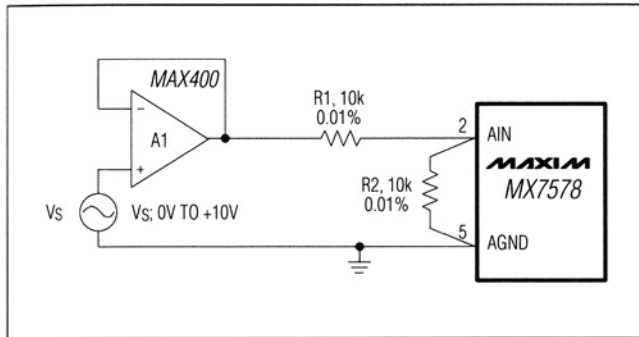 MAX400
−
A1
+
R1, 10k
0.01%
2
AIN
MAXIM
MX7578
R2, 10k
0.01%
VS
VS; 0V TO +10V
5
AGND